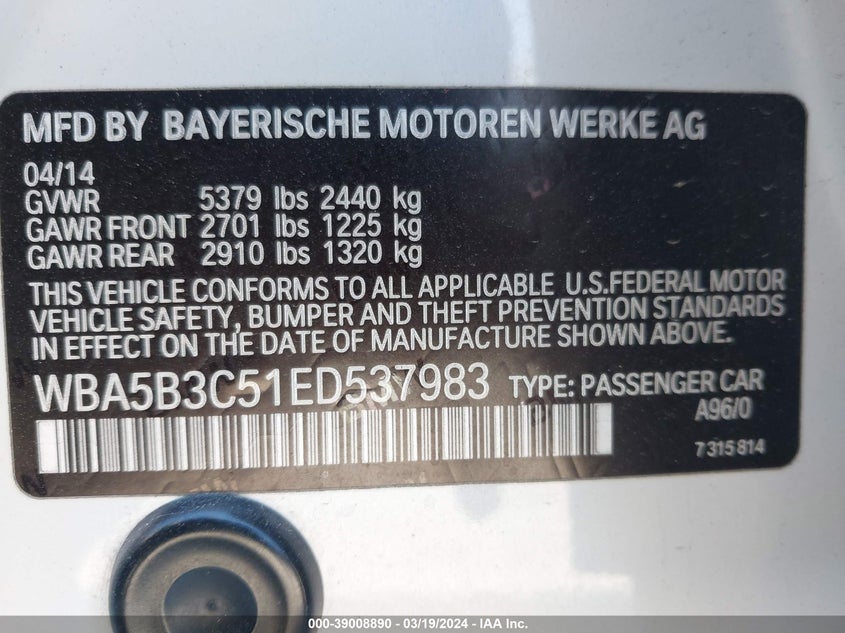 MFD BY BAYERISCHE MOTOREN WERKE AG
04/14
GVWR 5379 lbs 2440 kg
GAWR FRONT 2701 lbs 1225 kg
GAWR REAR 2910 lbs 1320 kg
THIS VEHICLE CONFORMS TO ALL APPLICABLE U.S.FEDERAL MOTOR
VEHICLE SAFETY, BUMPER AND THEFT PREVENTION STANDARDS
IN EFFECT ON THE DATE OF MANUFACTURE SHOWN ABOVE.
WBA5B3C51ED537983 TYPE: PASSENGER CAR
A96/0
7315814
000-39008890 - 03/19/2024 - IAA Inc.